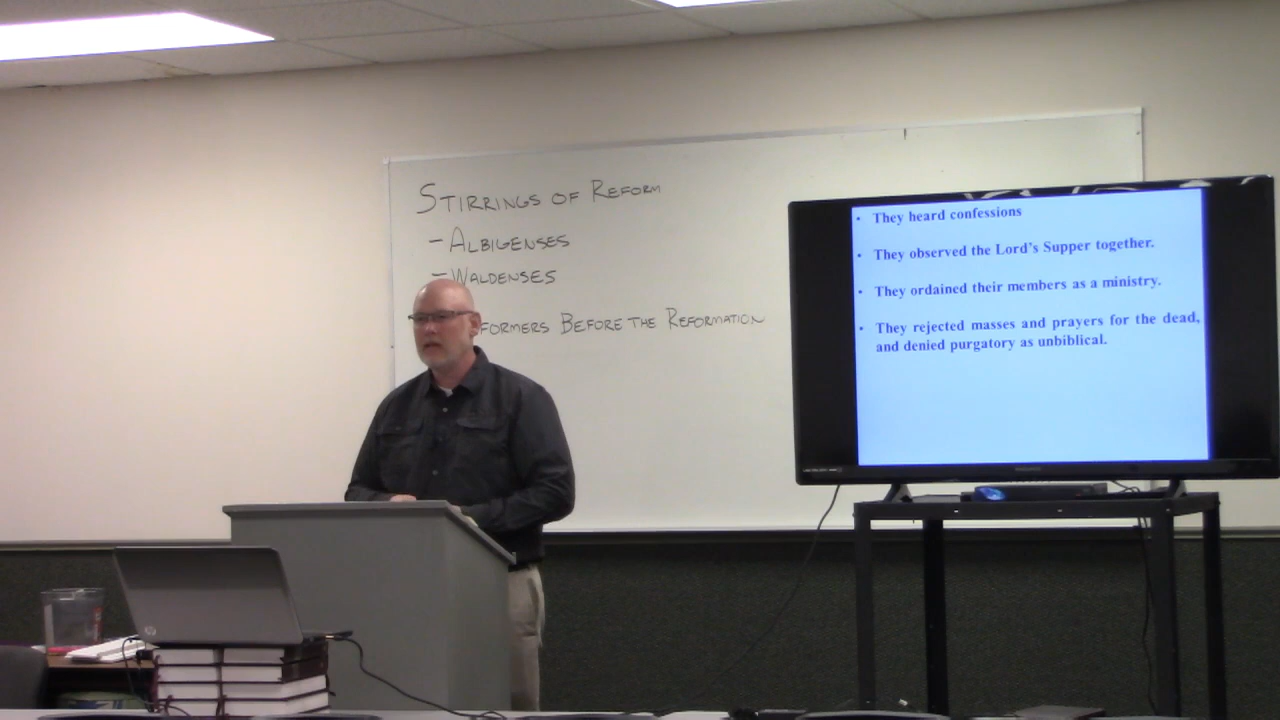 STIRRINGS OF REFORM
- ALBIGENSES
- WALDENSES
FORMERS BEFORE THE REFORMATION
• They heard confessions
• They observed the Lord's Supper together.
• They ordained their members as a ministry.
• They rejected masses and prayers for the dead,
and denied purgatory as unbiblical.
hp